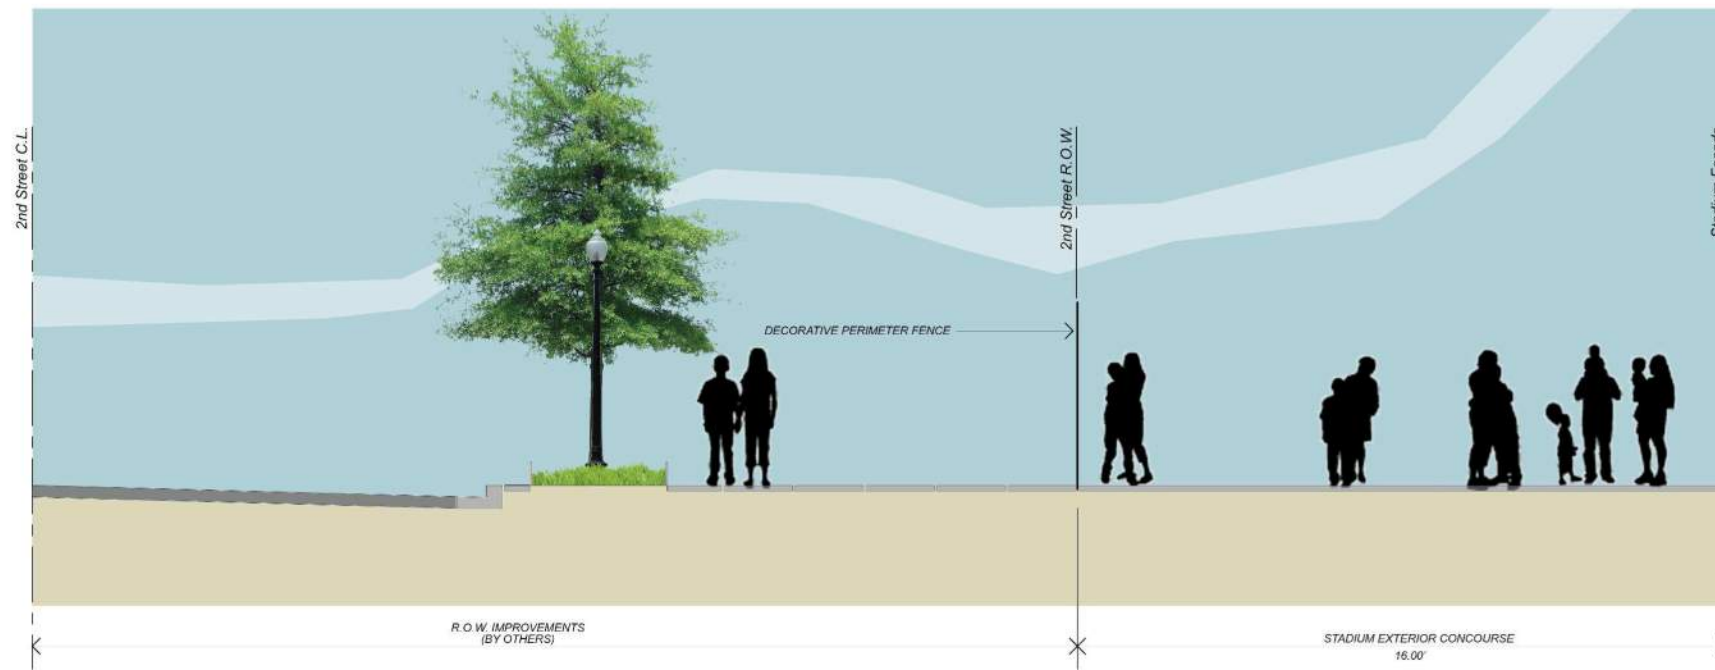 2nd Street C.L.
2nd Street R.O.W.
DECORATIVE PERIMETER FENCE
R.O.W. IMPROVEMENTS
(BY OTHERS)
STADIUM EXTERIOR CONCOURSE
16.00'